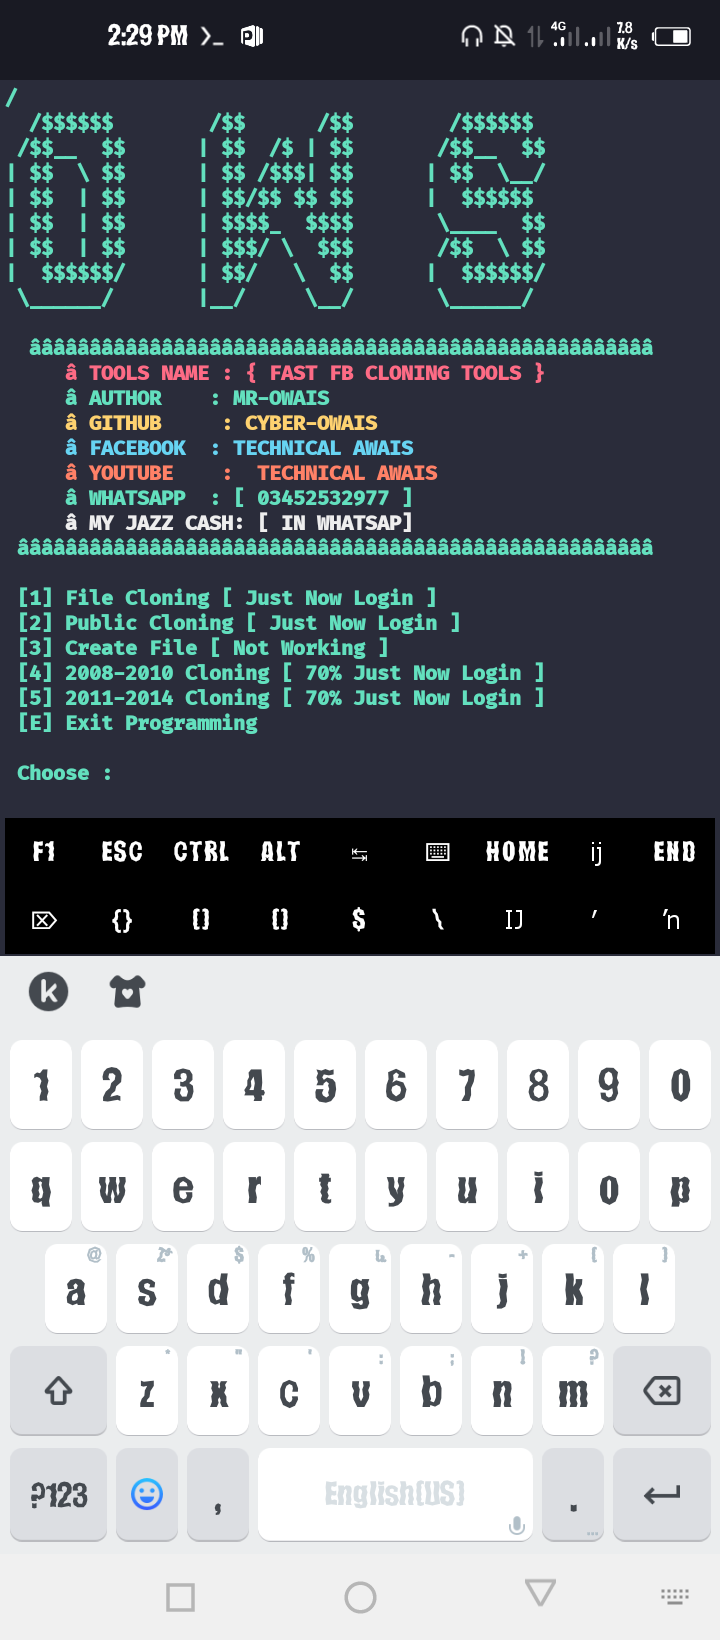 2:29 PM
4G
7.8
K/s
/
/$$$$$$ /$$ /$$ /$$$$$$
/$$__ $$ | $$ /$ | $$ /$$__ $$
| $$ \ $$ | $$ /$$$| $$ | $$ \__/
| $$ | $$ | $$/$$ $$ $$ | $$$$$$
| $$ | $$ | $$$$_ $$$$ \____ $$
| $$ | $$ | $$$/ \ $$$ /$$ \ $$
| $$$$$$/ | $$/ \ $$ | $$$$$$/
\______/ |__/ \__/ \______/
ââââââââââââââââââââââââââââââââââââââââââââââââââââ
â TOOLS NAME : { FAST FB CLONING TOOLS }
â AUTHOR : MR-OWAIS
â GITHUB : CYBER-OWAIS
â FACEBOOK : TECHNICAL AWAIS
â YOUTUBE : TECHNICAL AWAIS
â WHATSAPP : [ 03452532977 ]
â MY JAZZ CASH: [ IN WHATSAP]
âââââââââââââââââââââââââââââââââââââââââââââââââââââ
[1] File Cloning [ Just Now Login ]
[2] Public Cloning [ Just Now Login ]
[3] Create File [ Not Working ]
[4] 2008-2010 Cloning [ 70% Just Now Login ]
[5] 2011-2014 Cloning [ 70% Just Now Login ]
[E] Exit Programming
Choose :
F1 ESC CTRL ALT HOME ij END
{} [] [] $ \ IJ ′ ŉ
k
1 2 3 4 5 6 7 8 9 0
q w e r t y u i o p
@ $ % & - + ( )
a s d f g h j k l
* " ' : ; ! ?
z x c v b n m
?123 , English(US) .